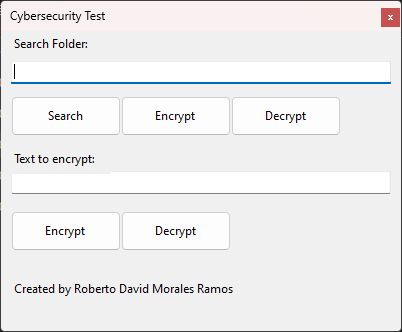 Cybersecurity Test
x
Search Folder:
Search Encrypt Decrypt
Text to encrypt:
Encrypt Decrypt
Created by Roberto David Morales Ramos